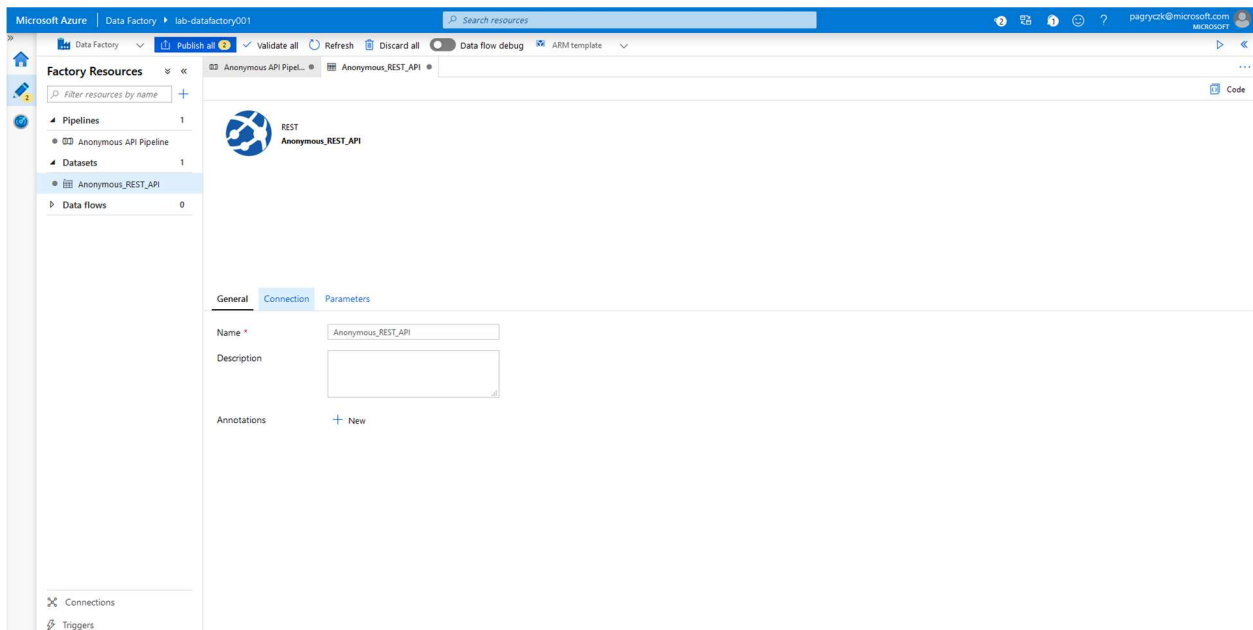 Microsoft Azure | Data Factory ▸ lab-datafactory001
Search resources
2
1
?
pagryczk@microsoft.com
MICROSOFT
»
Data Factory
Publish all 2
Validate all
Refresh
Discard all
Data flow debug
ARM template
«
2
Factory Resources
«
Filter resources by name
+
Pipelines 1
Anonymous API Pipeline
Datasets 1
Anonymous_REST_API
Data flows 0
Connections
Triggers
Anonymous API Pipel...
Anonymous_REST_API
...
Code
REST
Anonymous_REST_API
General Connection Parameters
Name *
Anonymous_REST_API
Description
Annotations
+ New